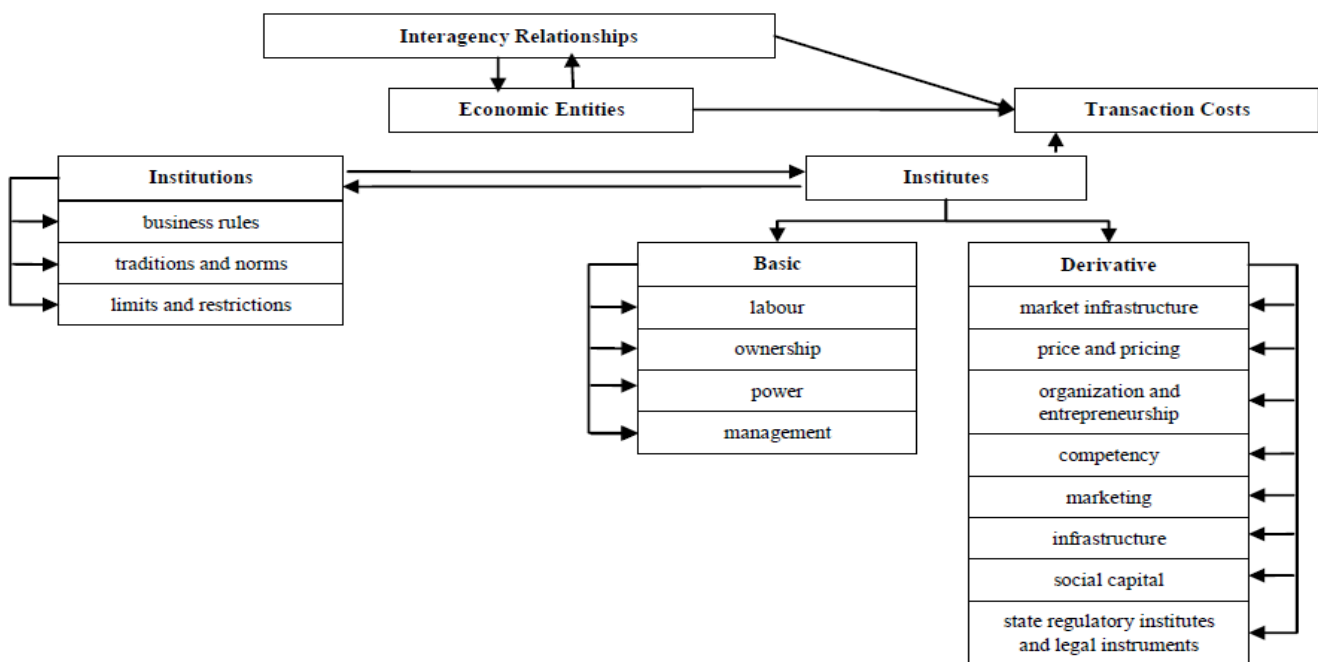 Interagency Relationships
Economic Entities
Transaction Costs
Institutions
business rules
traditions and norms
limits and restrictions
Institutes
Basic
labour
ownership
power
management
Derivative
market infrastructure
price and pricing
organization and
entrepreneurship
competency
marketing
infrastructure
social capital
state regulatory institutes
and legal instruments